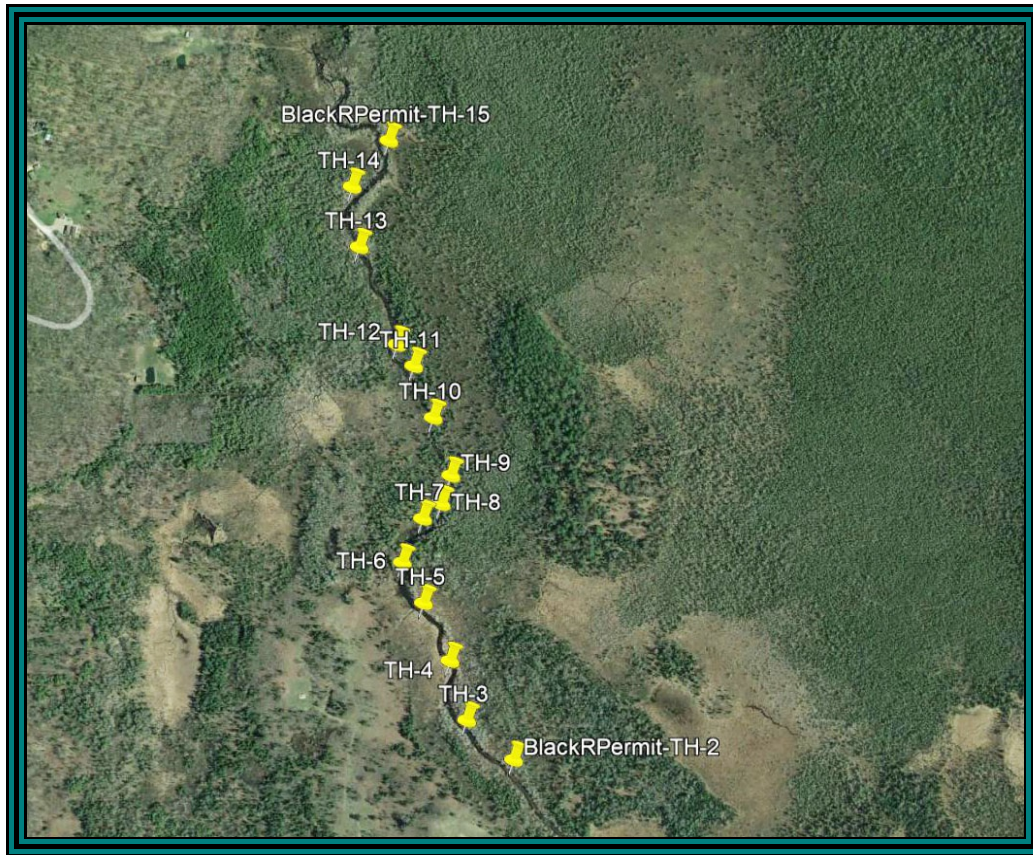 BlackRPermit-TH-15
TH-14
TH-13
TH-12
TH-11
TH-10
TH-9
TH-7
TH-8
TH-6
TH-5
TH-4
TH-3
BlackRPermit-TH-2